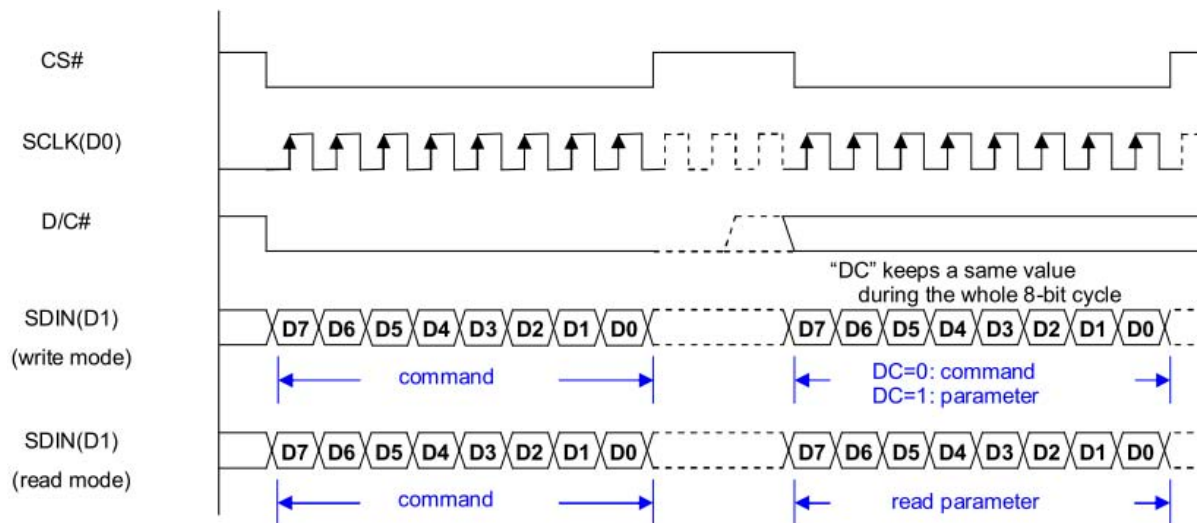 CS#
SCLK(D0)
D/C#
“DC” keeps a same value
during the whole 8-bit cycle
SDIN(D1)
(write mode)
D7 D6 D5 D4 D3 D2 D1 D0 D7 D6 D5 D4 D3 D2 D1 D0
command
DC=0: command
DC=1: parameter
SDIN(D1)
(read mode)
D7 D6 D5 D4 D3 D2 D1 D0 D7 D6 D5 D4 D3 D2 D1 D0
command read parameter